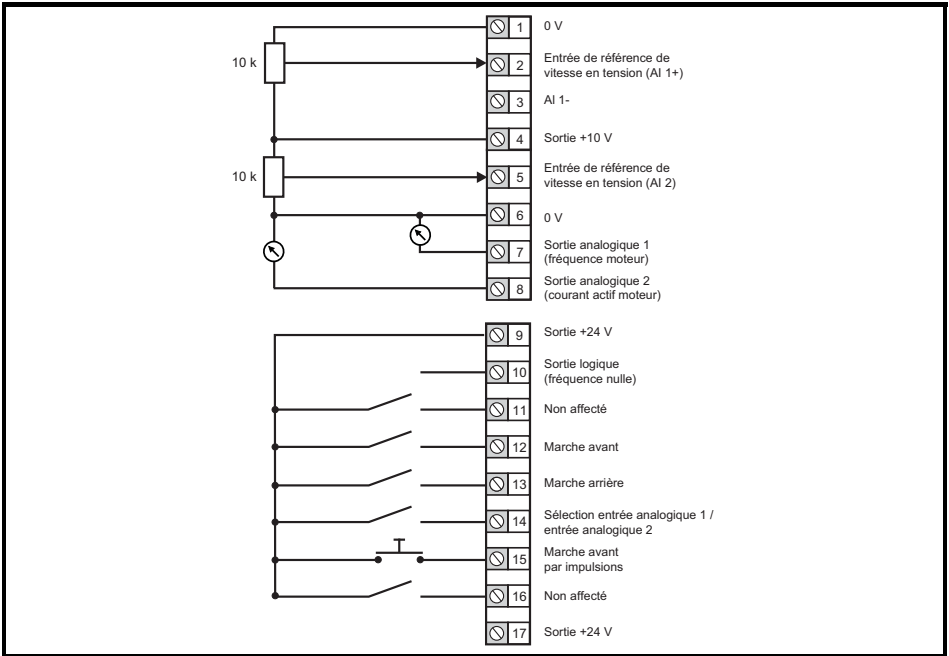 1 0 V
10 k
2 Entrée de référence de
vitesse en tension (AI 1+)
3 AI 1-
4 Sortie +10 V
10 k
5 Entrée de référence de
vitesse en tension (AI 2)
6 0 V
7 Sortie analogique 1
(fréquence moteur)
8 Sortie analogique 2
(courant actif moteur)
9 Sortie +24 V
10 Sortie logique
(fréquence nulle)
11 Non affecté
12 Marche avant
13 Marche arrière
14 Sélection entrée analogique 1 /
entrée analogique 2
15 Marche avant
par impulsions
16 Non affecté
17 Sortie +24 V